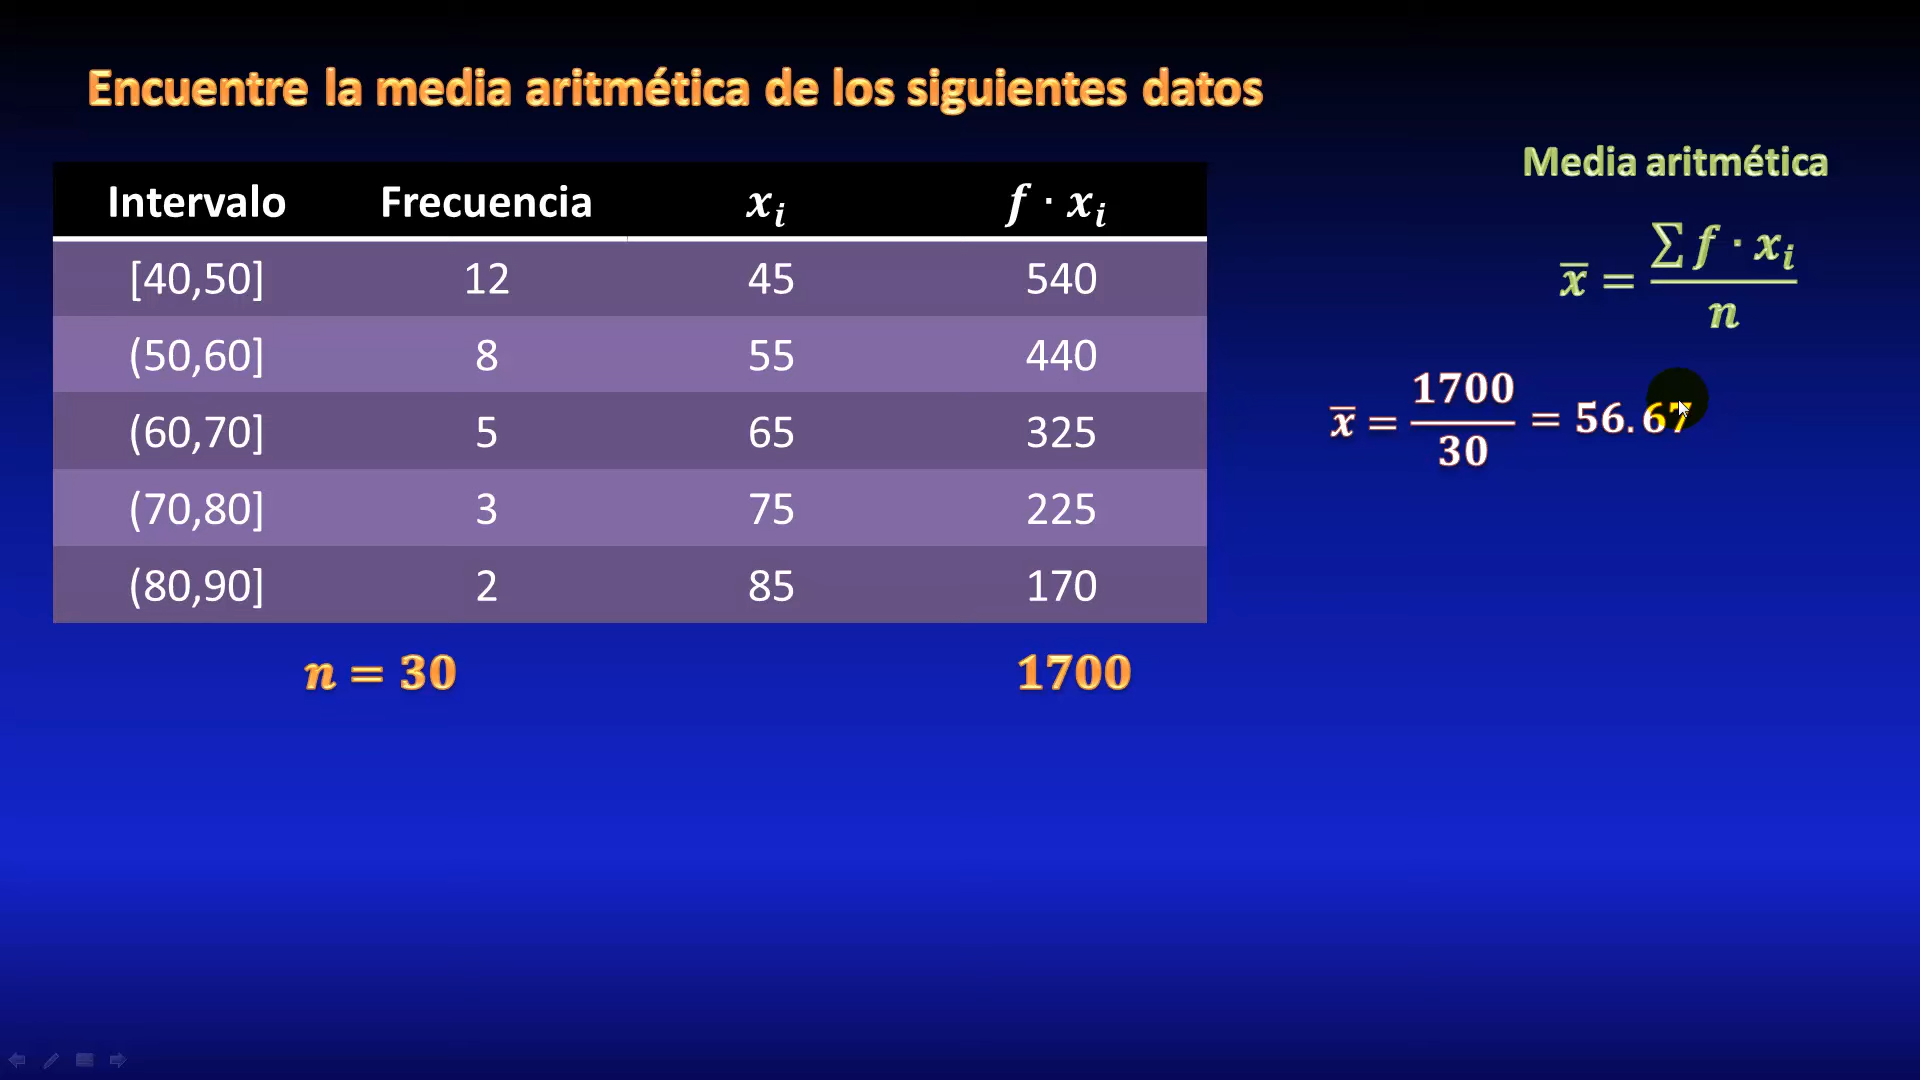 Encuentre la media aritmética de los siguientes datos
Intervalo Frecuencia xᵢ f · xᵢ
[40,50] 12 45 540
(50,60] 8 55 440
(60,70] 5 65 325
(70,80] 3 75 225
(80,90] 2 85 170
n = 30 1700
Media aritmética
x̄ = ∑ f · xᵢ / n
x̄ = 1700 / 30 = 56.67